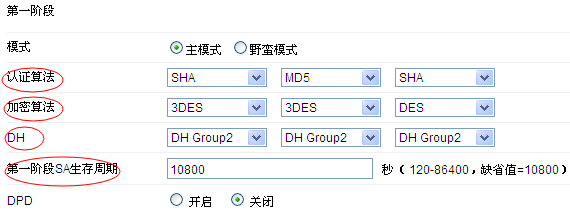 第一阶段
模式 主模式 野蛮模式
认证算法 SHA MD5 SHA
加密算法 3DES 3DES DES
DH DH Group2 DH Group2 DH Group2
第一阶段SA生存周期 10800 秒（120-86400，缺省值=10800）
DPD 开启 关闭